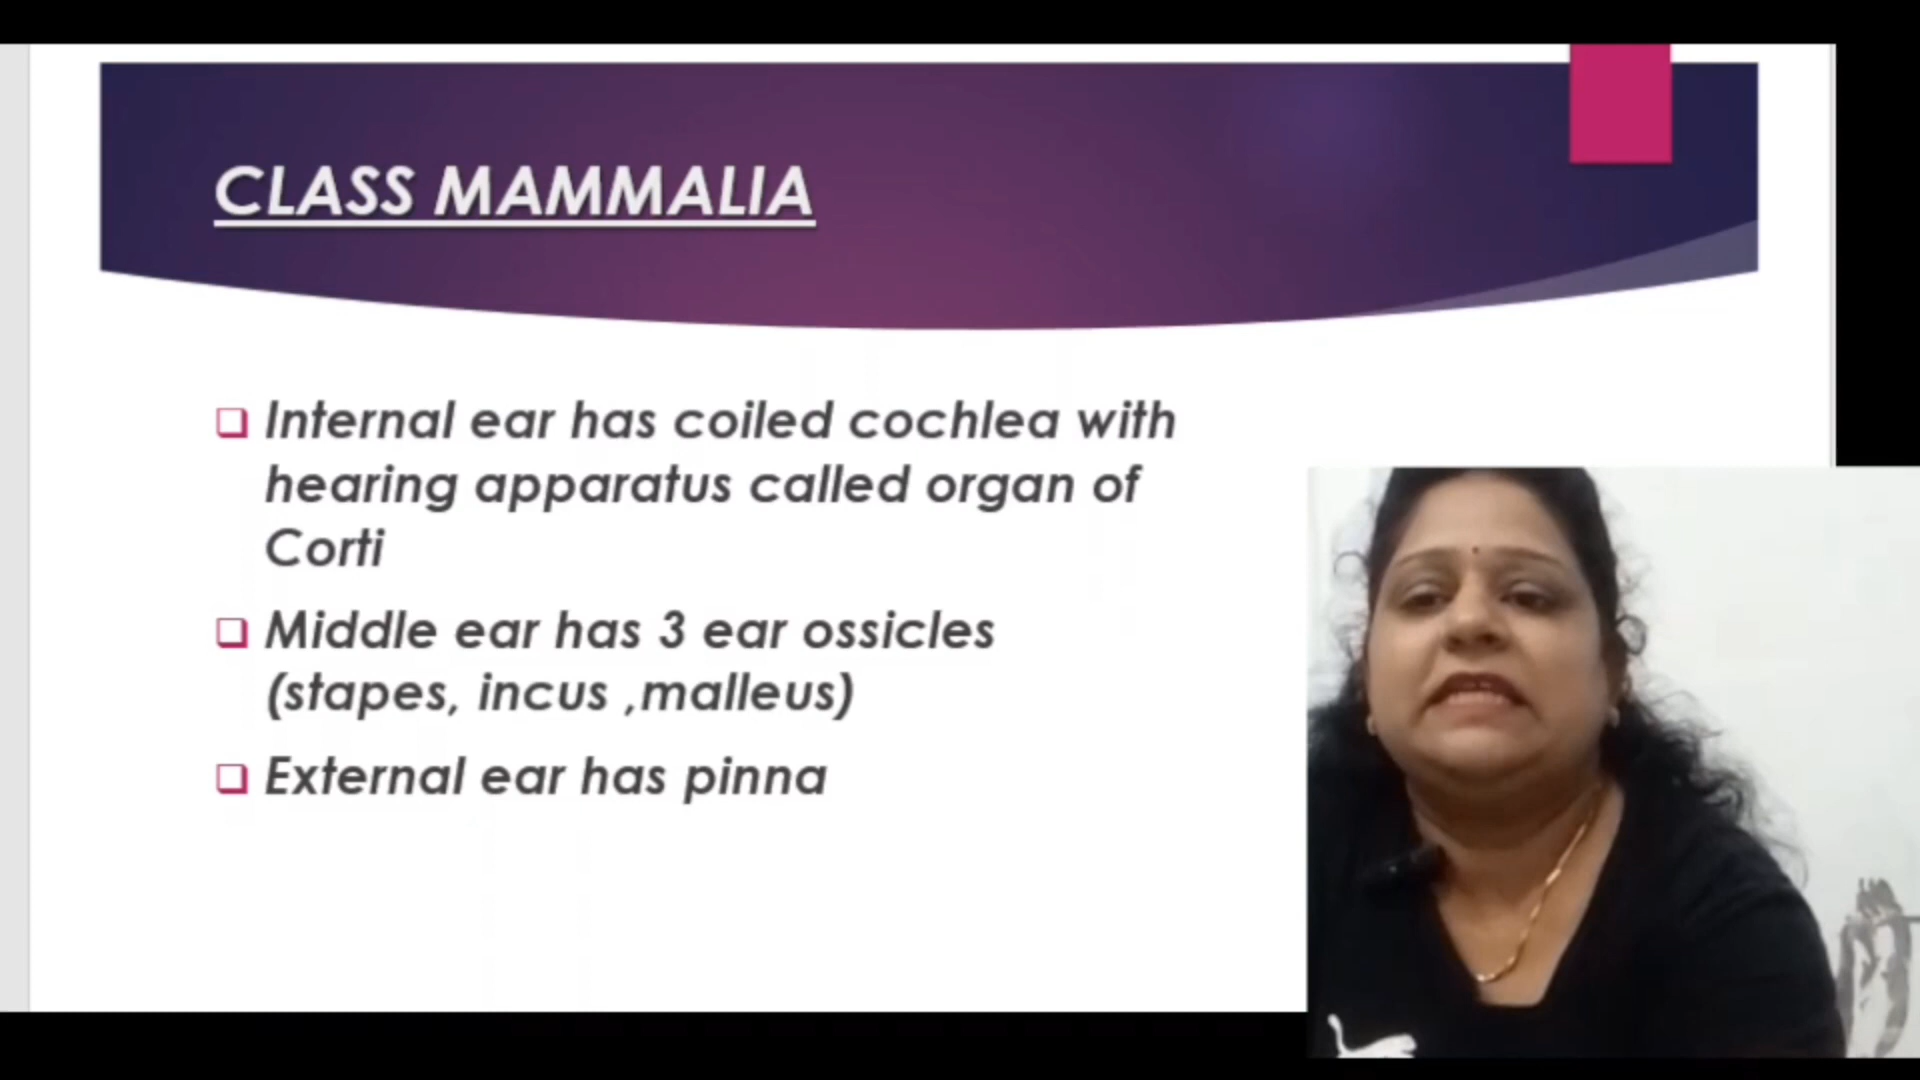 CLASS MAMMALIA
Internal ear has coiled cochlea with
hearing apparatus called organ of
Corti
Middle ear has 3 ear ossicles
(stapes, incus ,malleus)
External ear has pinna